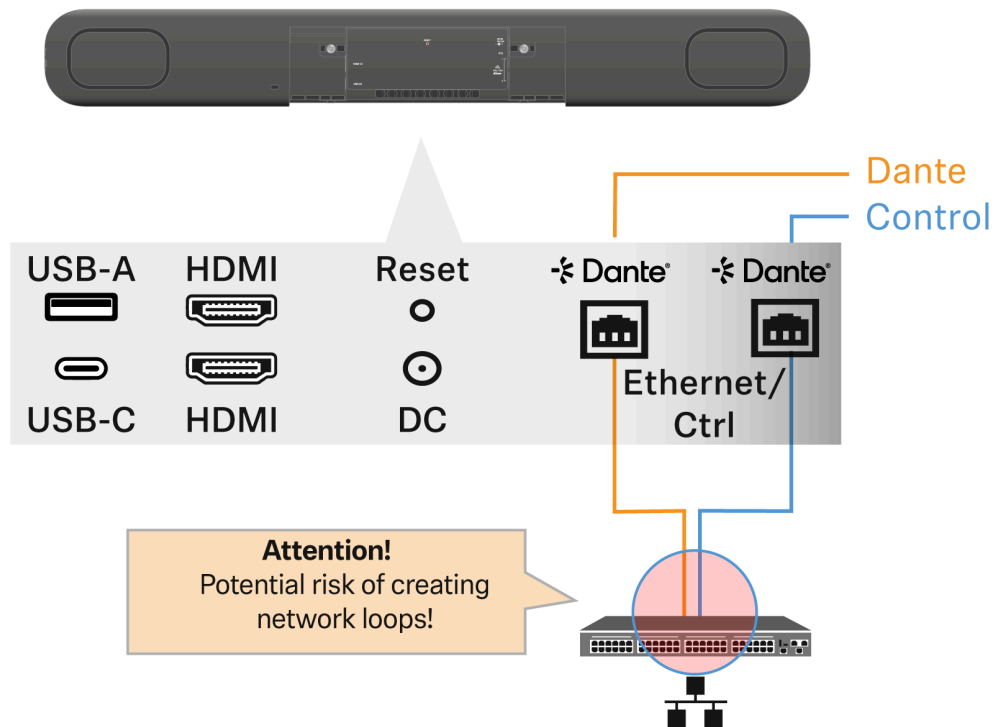 Dante
Control
USB-A HDMI Reset Dante® Dante®
Ethernet/
Ctrl
USB-C HDMI DC
Attention!
Potential risk of creating
network loops!